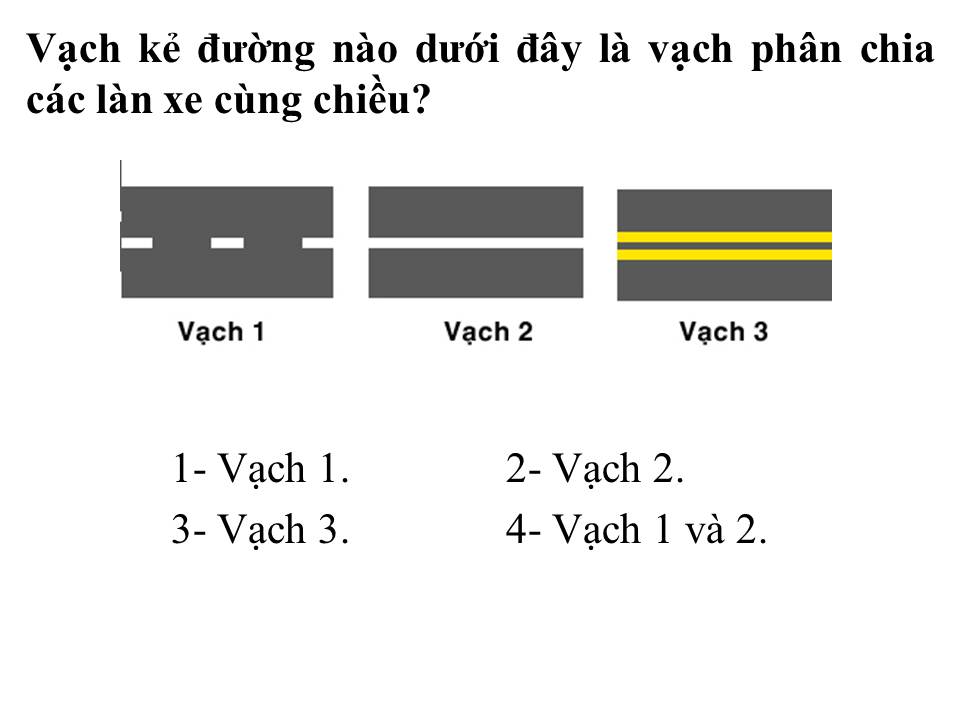 Vạch kẻ đường nào dưới đây là vạch phân chia
các làn xe cùng chiều?
Vạch 1 Vạch 2 Vạch 3
1- Vạch 1. 2- Vạch 2.
3- Vạch 3. 4- Vạch 1 và 2.